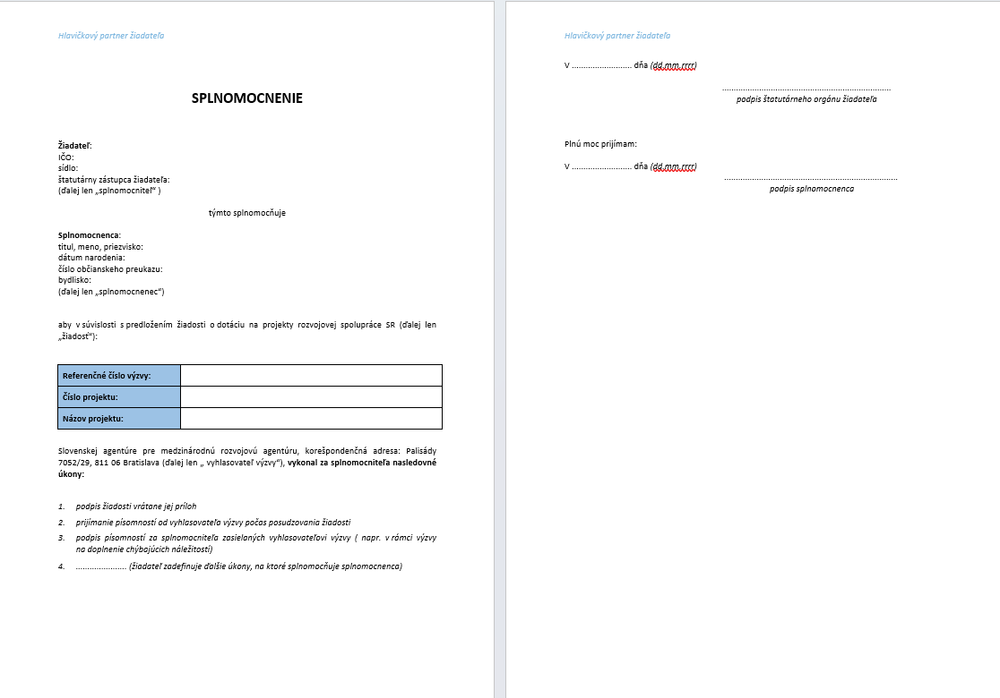 Hlavičkový partner žiadateľa
SPLNOMOCNENIE
Žiadateľ:
IČO:
sídlo:
štatutárny zástupca žiadateľa:
(ďalej len „splnomocniteľ“ )
týmto splnomocňuje
Splnomocnenca:
titul, meno, priezvisko:
dátum narodenia:
číslo občianskeho preukazu:
bydlisko:
(ďalej len „splnomocnenec“)
aby v súvislosti s predložením žiadosti o dotáciu na projekty rozvojovej spolupráce SR (ďalej len
„žiadosť“):
Referenčné číslo výzvy:
Číslo projektu:
Názov projektu:
Slovenskej agentúre pre medzinárodnú rozvojovú agentúru, korešpondenčná adresa: Palisády
7052/29, 811 06 Bratislava (ďalej len „ vyhlasovateľ výzvy“), vykonal za splnomocniteľa nasledovné
úkony:
1. podpis žiadosti vrátane jej príloh
2. prijímanie písomností od vyhlasovateľa výzvy počas posudzovania žiadosti
3. podpis písomností za splnomocniteľa zasielaných vyhlasovateľovi výzvy ( napr. v rámci výzvy
na doplnenie chýbajúcich náležitostí)
4. ...................... (žiadateľ zadefinuje ďalšie úkony, na ktoré splnomocňuje splnomocnenca)
Hlavičkový partner žiadateľa
V .......................... dňa (dd.mm.rrrr)
..........................................................................
podpis štatutárneho orgánu žiadateľa
Plnú moc prijímam:
V .......................... dňa (dd.mm.rrrr)
............................................................................
podpis splnomocnenca